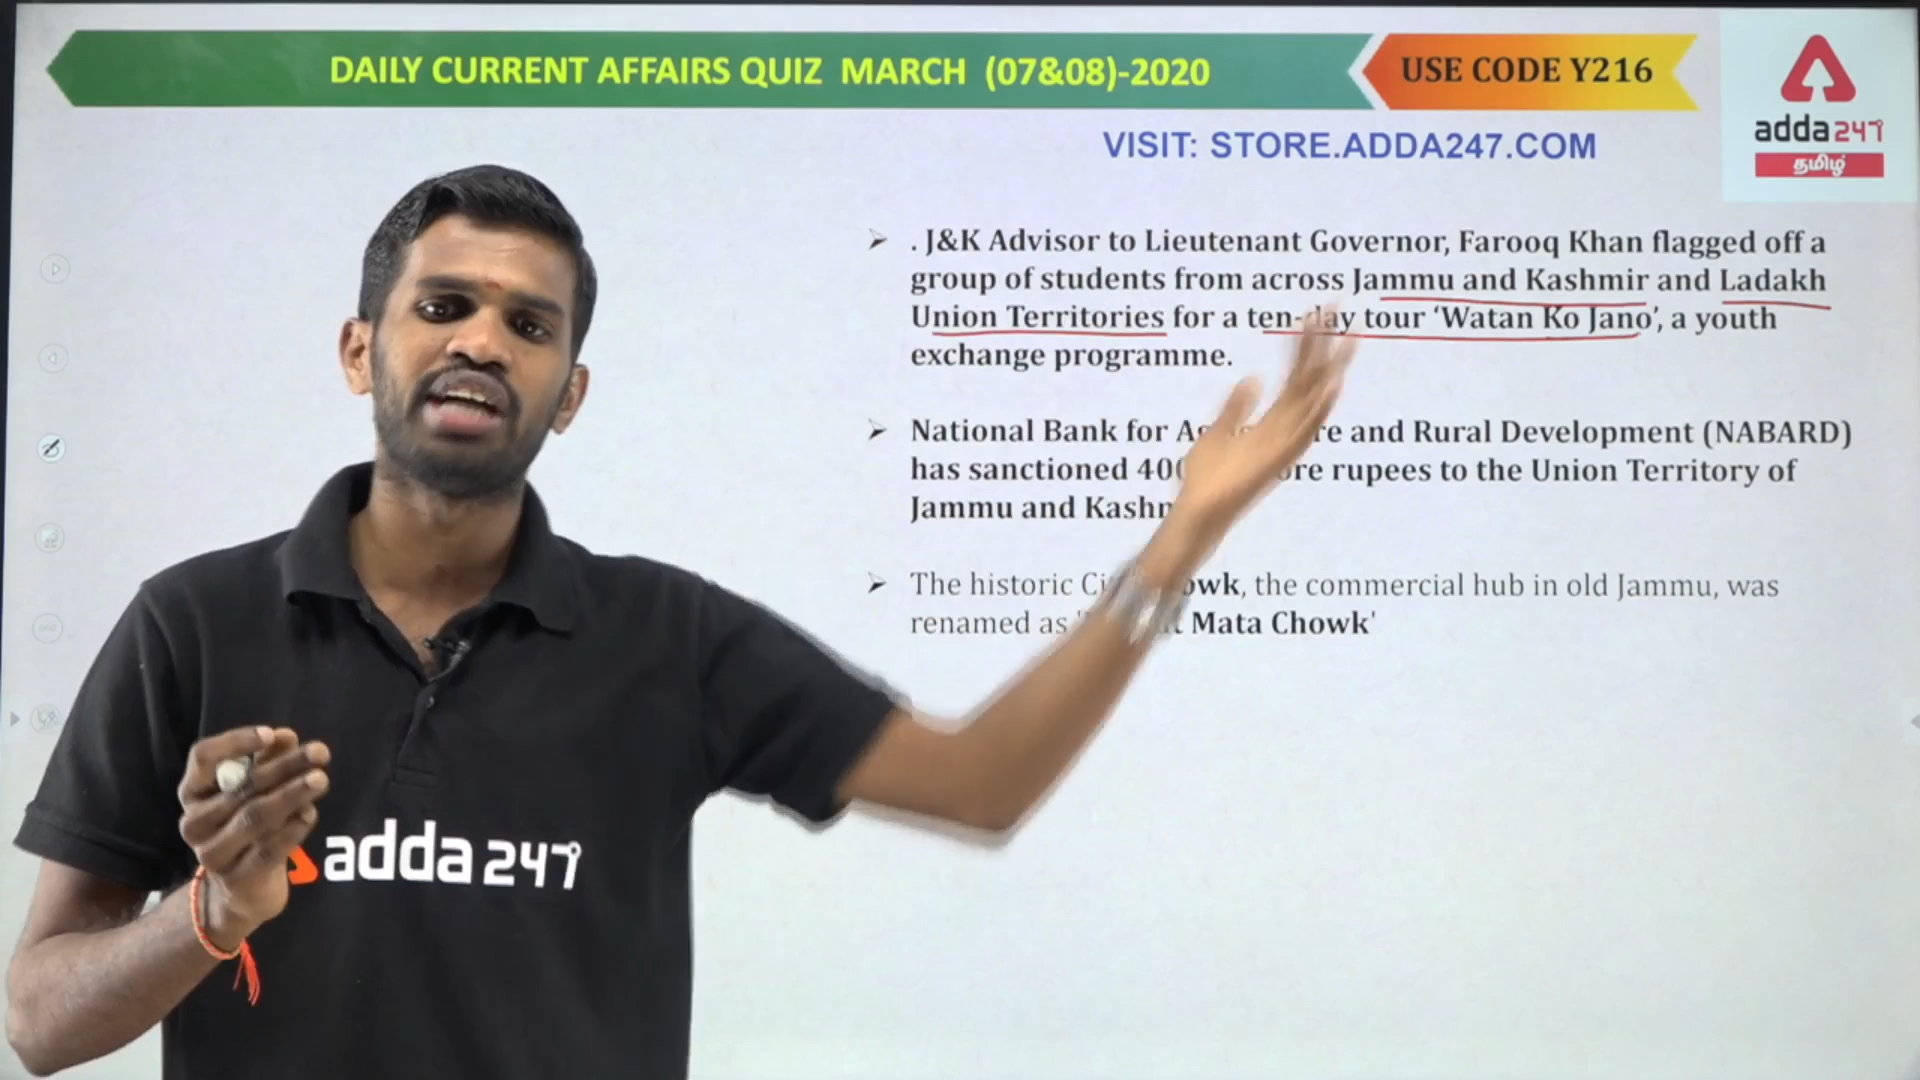 DAILY CURRENT AFFAIRS QUIZ MARCH (07&08)-2020
USE CODE Y216
adda247
தமிழ்
VISIT: STORE.ADDA247.COM
. J&K Advisor to Lieutenant Governor, Farooq Khan flagged off a
group of students from across Jammu and Kashmir and Ladakh
Union Territories for a ten-day tour ‘Watan Ko Jano’, a youth
exchange programme.
National Bank for and Rural Development (NABARD)
has sanctioned rupees to the Union Territory of
Jammu and
The historic the commercial hub in old Jammu, was
renamed as Mata Chowk'
adda247